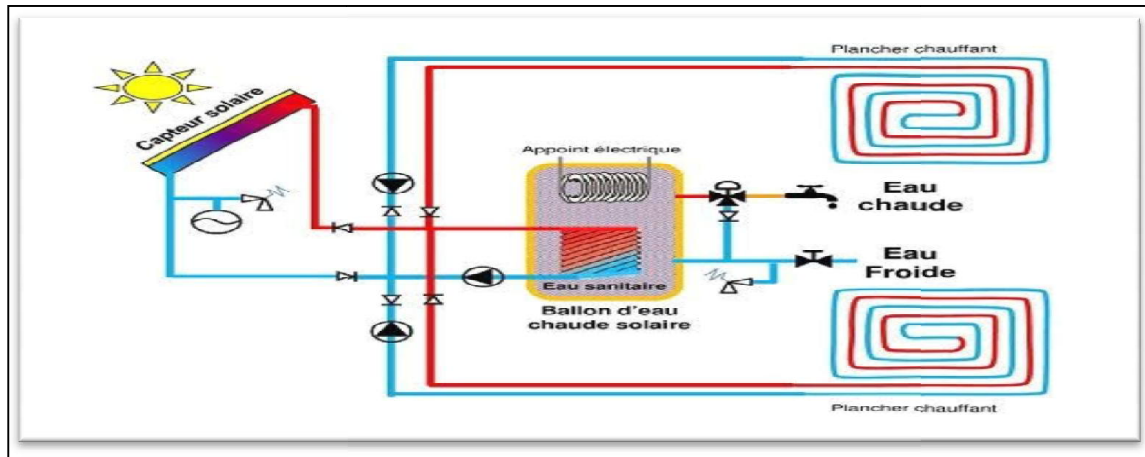 Plancher chauffant
Capteur solaire
Appoint électrique
Eau
chaude
Eau
Froide
Eau sanitaire
Ballon d'eau
chaude solaire
Plancher chauffant